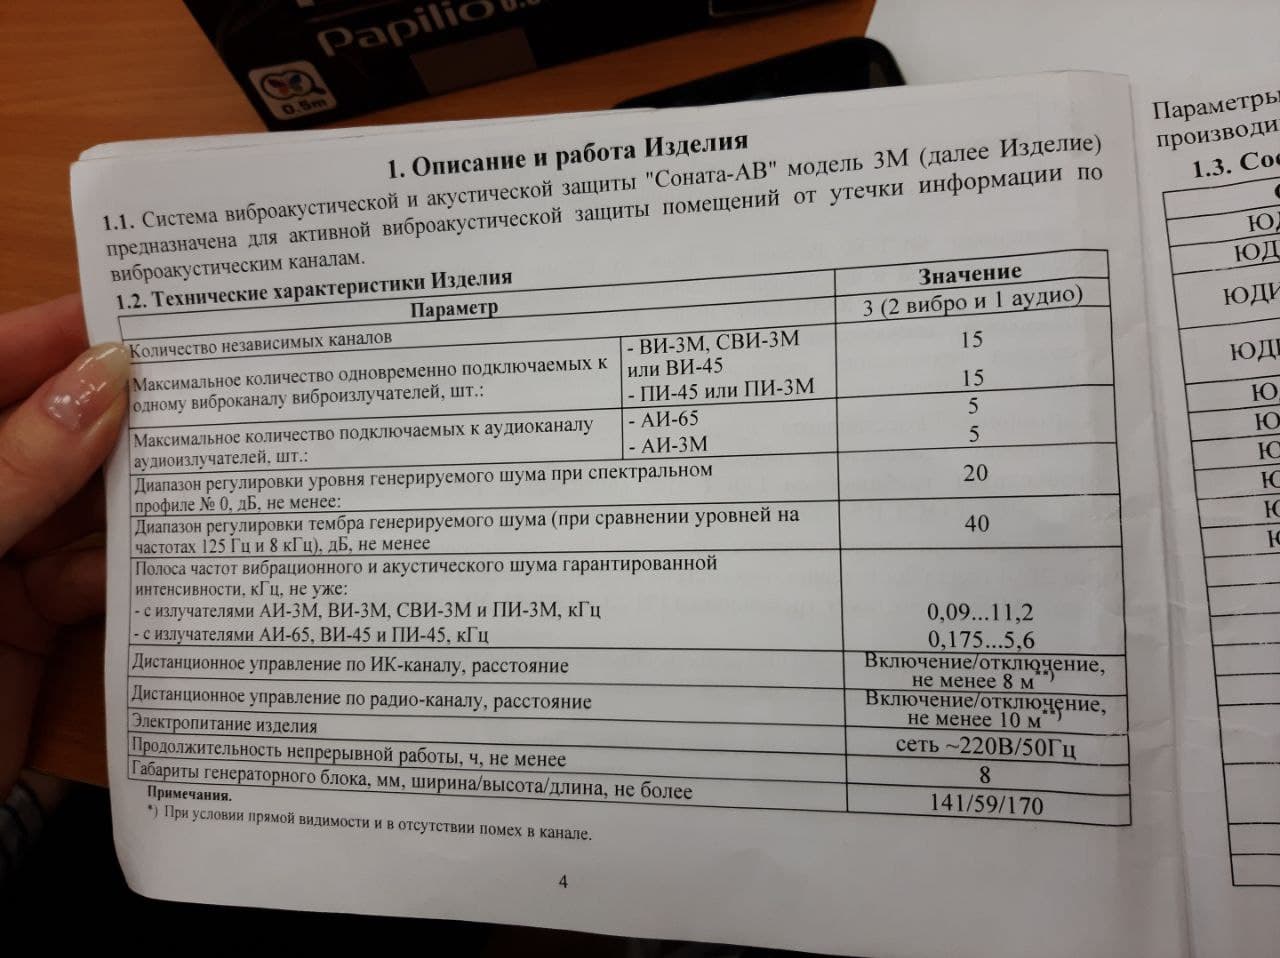 Papilio
0.5m
1. Описание и работа Изделия
1.1. Система виброакустической и акустической защиты "Соната-АВ" модель 3М (далее Изделие)
предназначена для активной виброакустической защиты помещений от утечки информации по
виброакустическим каналам.
1.2. Технические характеристики Изделия
Параметр Значение
Количество независимых каналов 3 (2 вибро и 1 аудио)
Максимальное количество одновременно подключаемых к
одному виброканалу виброизлучателей, шт.:
- ВИ-3М, СВИ-3М
или ВИ-45
15
- ПИ-45 или ПИ-3М 15
Максимальное количество подключаемых к аудиоканалу
аудиоизлучателей, шт.:
- АИ-65 5
- АИ-3М 5
Диапазон регулировки уровня генерируемого шума при спектральном
профиле № 0, дБ, не менее:
20
Диапазон регулировки тембра генерируемого шума (при сравнении уровней на
частотах 125 Гц и 8 кГц), дБ, не менее
40
Полоса частот вибрационного и акустического шума гарантированной
интенсивности, кГц, не уже:
- с излучателями АИ-3М, ВИ-3М, СВИ-3М и ПИ-3М, кГц 0,09...11,2
- с излучателями АИ-65, ВИ-45 и ПИ-45, кГц 0,175...5,6
Дистанционное управление по ИК-каналу, расстояние
Включение/отключение,
не менее 8 м**)
Дистанционное управление по радио-каналу, расстояние
Включение/отключение,
не менее 10 м**)
Электропитание изделия сеть ~220В/50Гц
Продолжительность непрерывной работы, ч, не менее 8
Габариты генераторного блока, мм, ширина/высота/длина, не более 141/59/170
Примечания.
*) При условии прямой видимости и в отсутствии помех в канале.
4
Параметры
производи
1.3. Сос